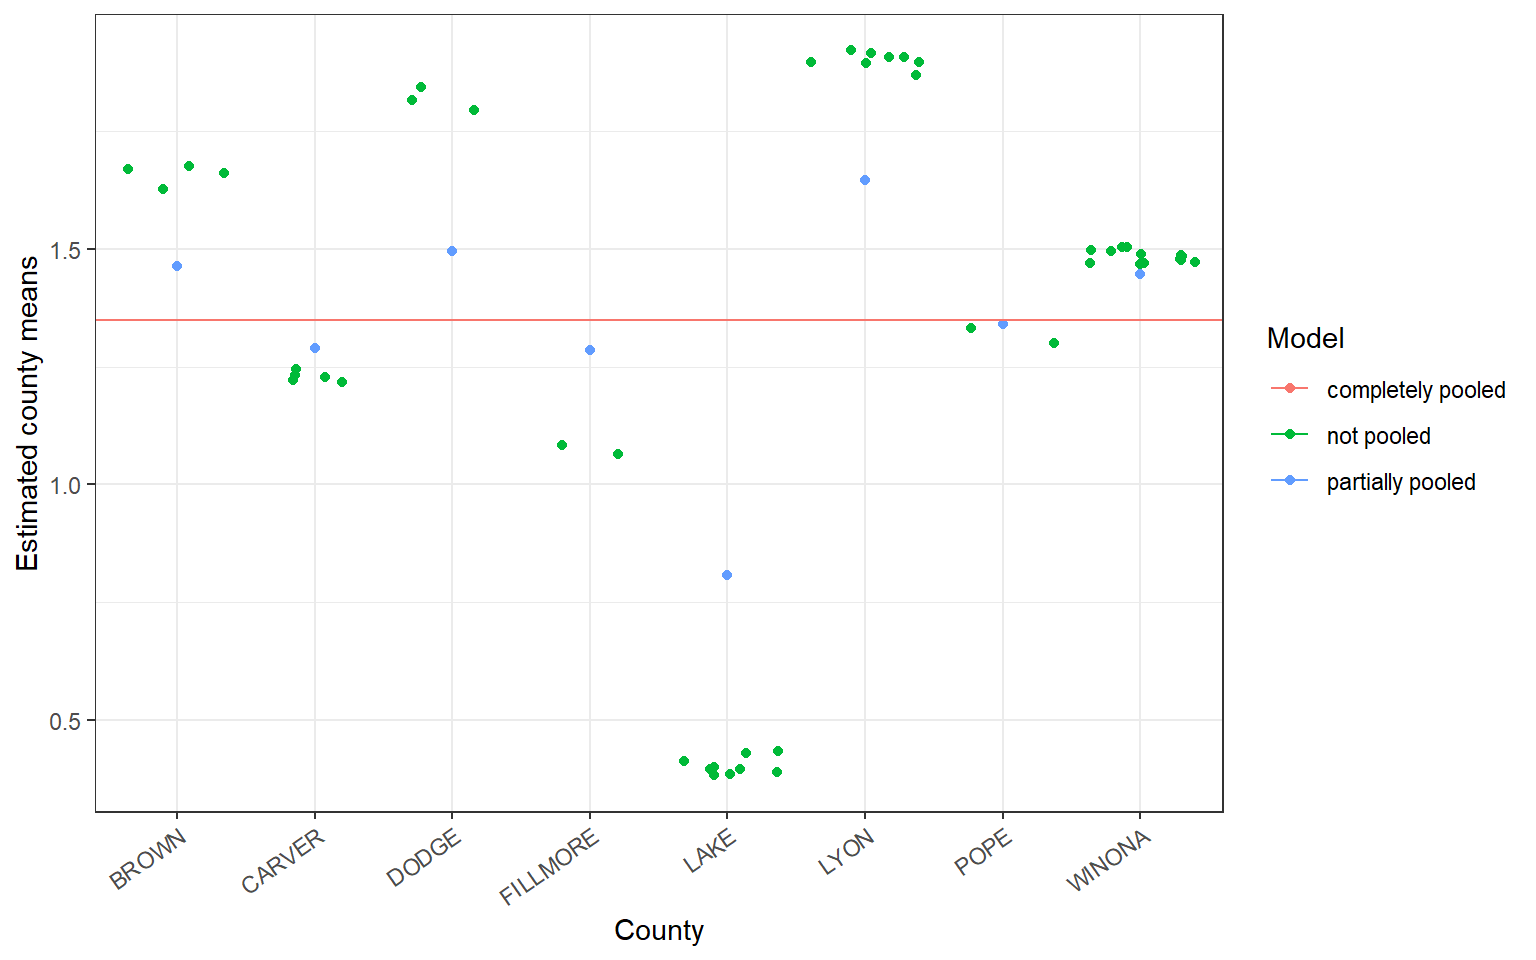 Estimated county means
1.5
1.0
0.5
BROWN
CARVER
DODGE
FILLMORE
LAKE
LYON
POPE
WINONA
County
Model
completely pooled
not pooled
partially pooled